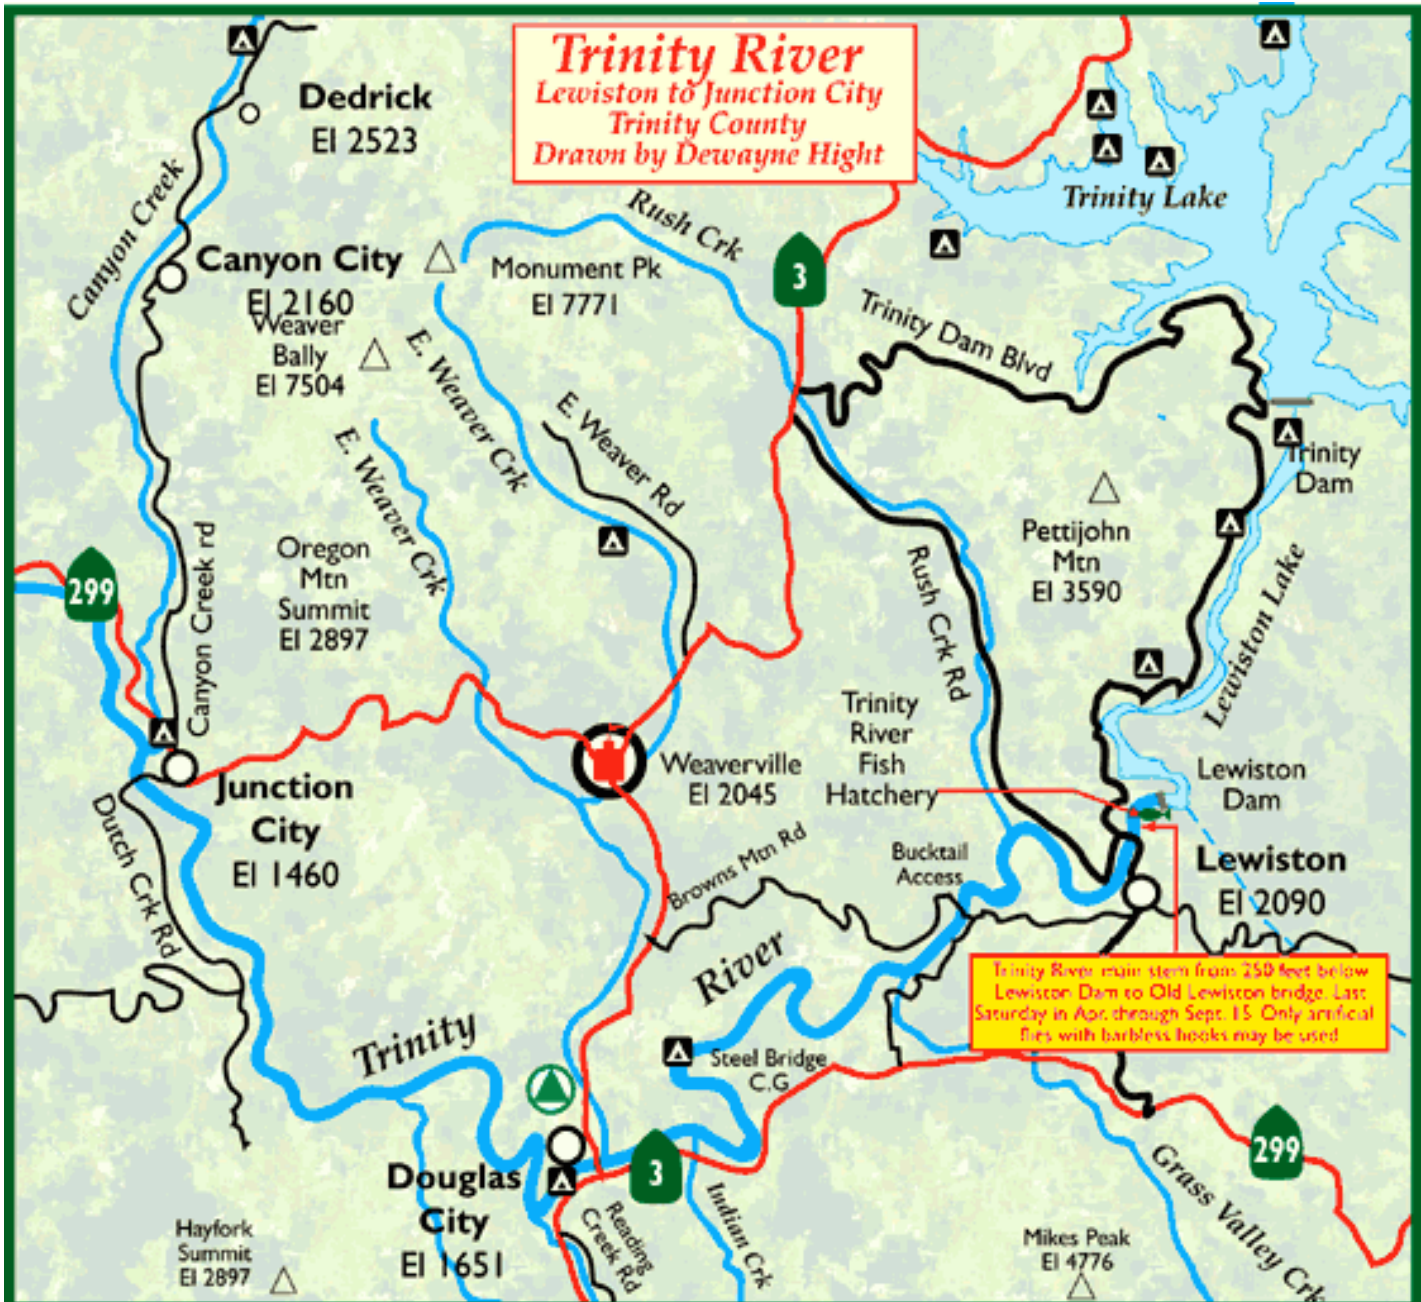 Trinity River
Lewiston to Junction City
Trinity County
Drawn by Dewayne Hight
Dedrick
El 2523
Canyon Creek
Canyon City
El 2160
Weaver
Bally
El 7504
Monument Pk
El 7771
Rush Crk
3
Trinity Lake
Trinity Dam Blvd
E. Weaver Crk
E. Weaver Rd
E. Weaver Crk
Trinity
Dam
Pettijohn
Mtn
El 3590
Oregon
Mtn
Summit
El 2897
299
Canyon Creek rd
Rush Crk Rd
Lewiston Lake
Trinity
River
Fish
Hatchery
Weaverville
El 2045
Lewiston
Dam
Junction
City
El 1460
Dutch Crk Rd
Browns Mtn Rd
Bucktail
Access
Lewiston
El 2090
River
Trinity River main stem from 250 feet below
Lewiston Dam to Old Lewiston bridge. Last
Saturday in Apr. through Sept. 15 Only artificial
flies with barbless hooks may be used
Trinity
Steel Bridge
C.G
299
3
Douglas
City
El 1651
Reading
Creek Rd
Indian Crk
Grass Valley Crk
Hayfork
Summit
El 2897
Mikes Peak
El 4776